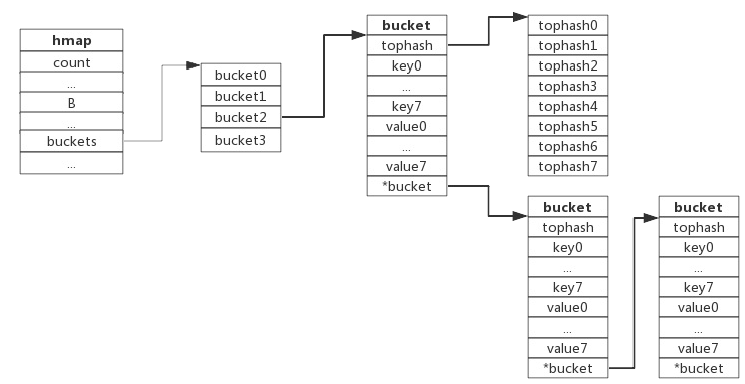 hmap
count
...
B
...
buckets
...
bucket0
bucket1
bucket2
bucket3
bucket
tophash
key0
...
key7
value0
...
value7
*bucket
tophash0
tophash1
tophash2
tophash3
tophash4
tophash5
tophash6
tophash7
bucket
tophash
key0
...
key7
value0
...
value7
*bucket
bucket
tophash
key0
...
key7
value0
...
value7
*bucket